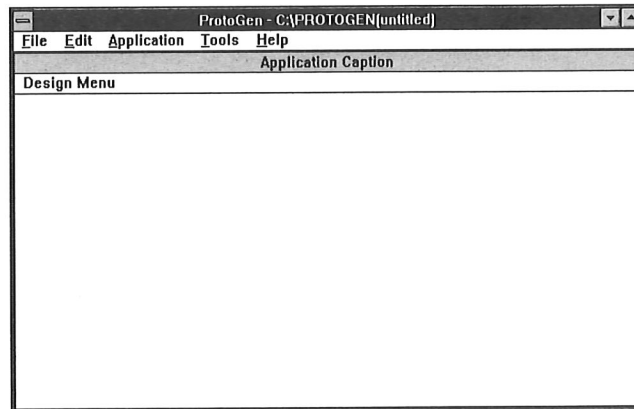 ProtoGen - C:\PROTOGEN(untitled)
File Edit Application Tools Help
Application Caption
Design Menu